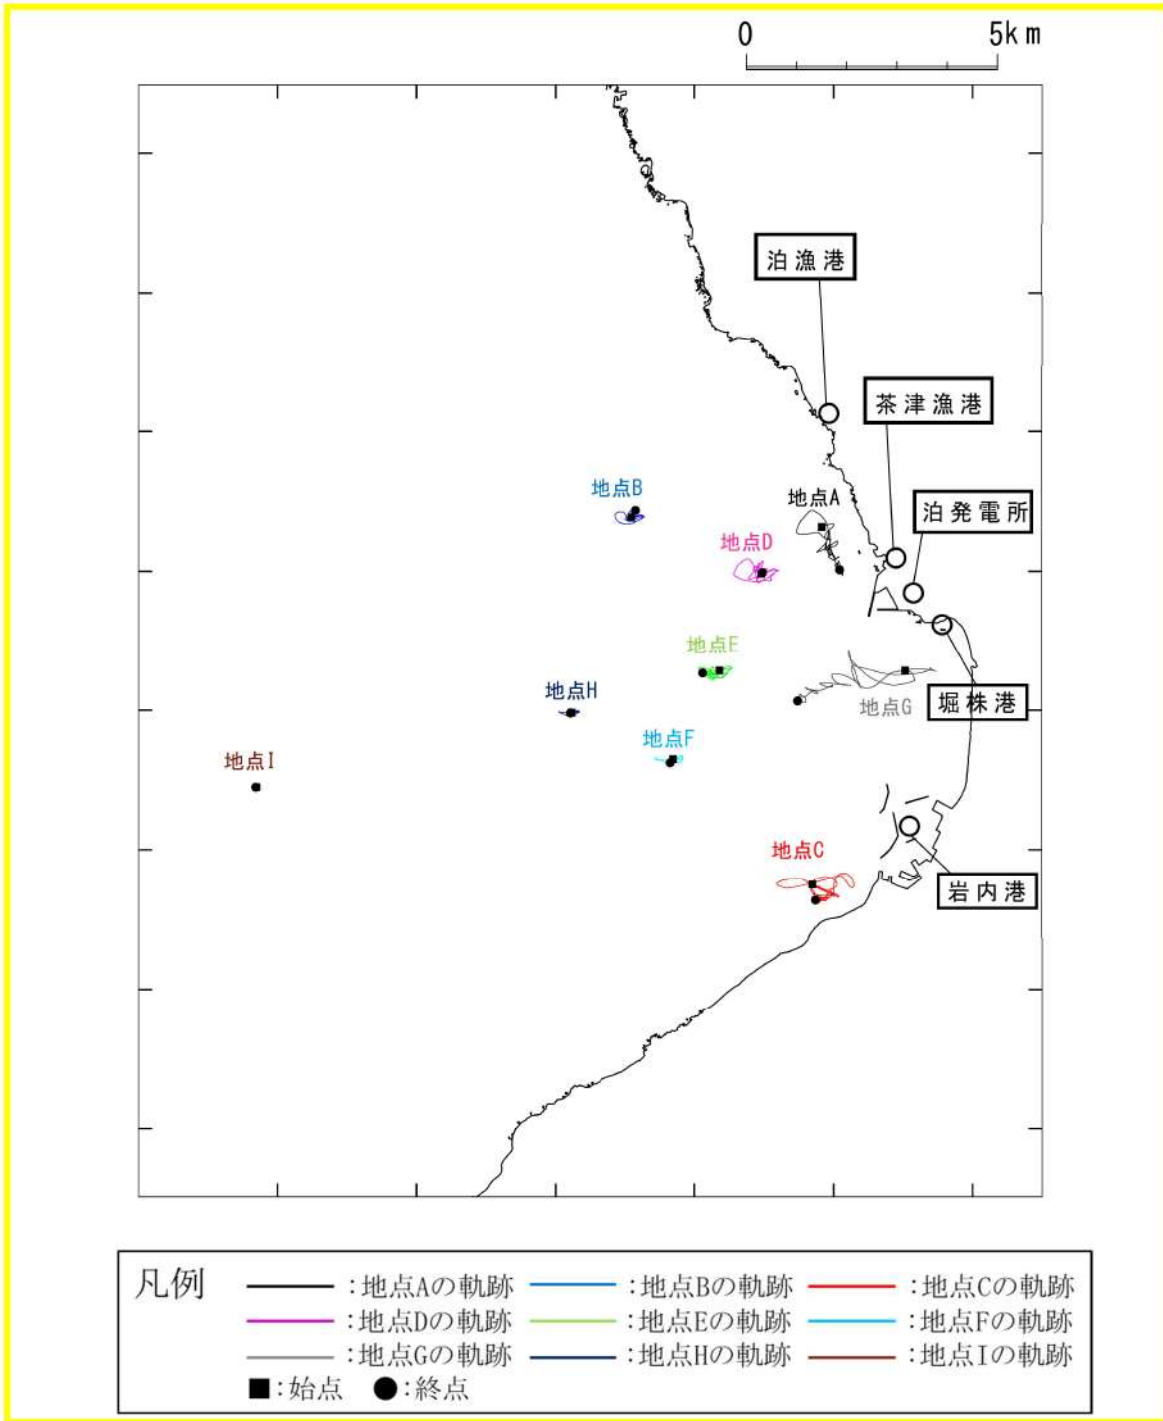 0 5km
泊漁港
茶津漁港
地点B
地点A
泊発電所
地点D
地点E
地点H
地点G
堀株港
地点F
地点I
地点C
岩内港
凡例
:地点Aの軌跡 :地点Bの軌跡 :地点Cの軌跡
:地点Dの軌跡 :地点Eの軌跡 :地点Fの軌跡
:地点Gの軌跡 :地点Hの軌跡 :地点Iの軌跡
■:始点 ●:終点